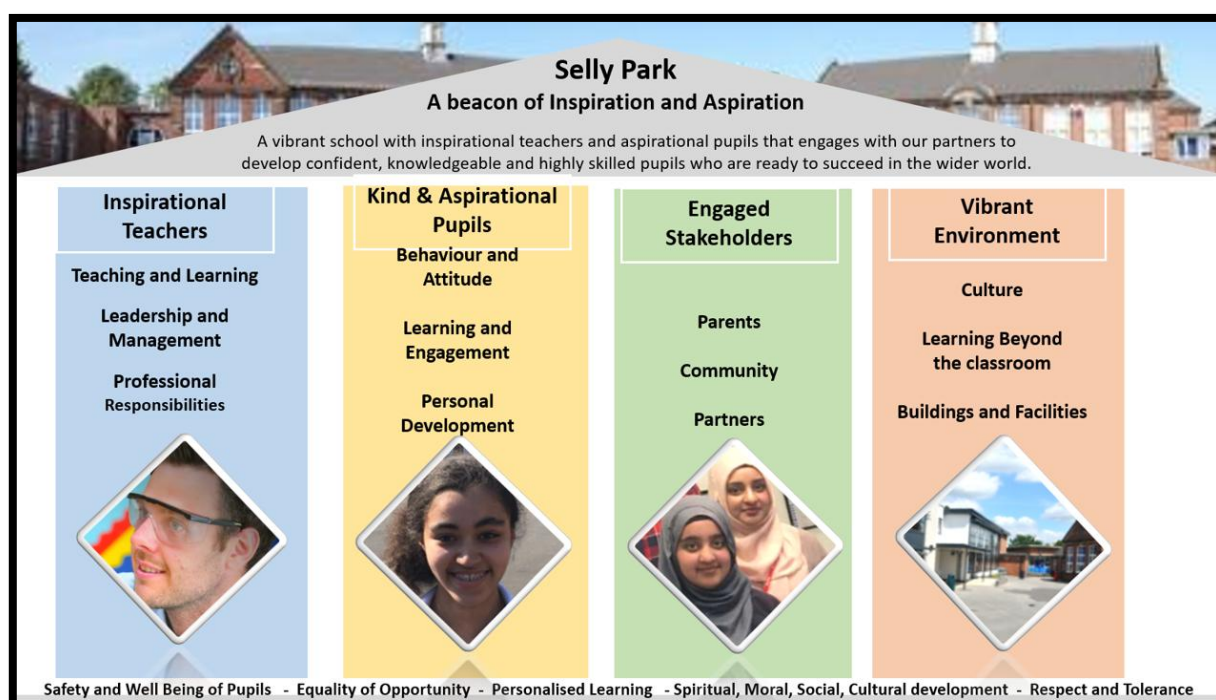 Selly Park
A beacon of Inspiration and Aspiration
A vibrant school with inspirational teachers and aspirational pupils that engages with our partners to
develop confident, knowledgeable and highly skilled pupils who are ready to succeed in the wider world.
Inspirational
Teachers
Teaching and Learning
Leadership and
Management
Professional
Responsibilities
Kind & Aspirational
Pupils
Behaviour and
Attitude
Learning and
Engagement
Personal
Development
Engaged
Stakeholders
Parents
Community
Partners
Vibrant
Environment
Culture
Learning Beyond
the classroom
Buildings and Facilities
Safety and Well Being of Pupils - Equality of Opportunity - Personalised Learning - Spiritual, Moral, Social, Cultural development - Respect and Tolerance